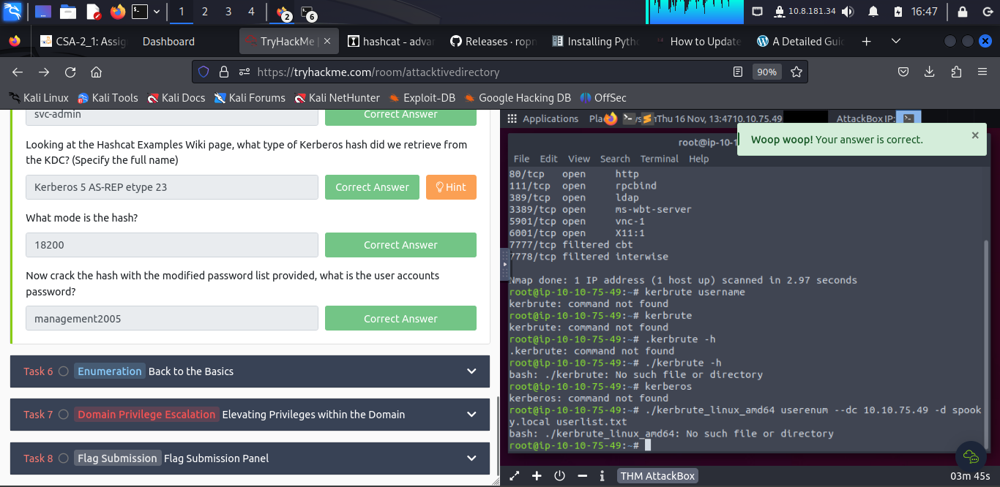 1 2 3 4 2 6 10.8.181.34 16:47
CSA-2_1: Assig Dashboard TryHackMe | hashcat - advan Releases · ropn Installing Pytho How to Update A Detailed Guid
https://tryhackme.com/room/attacktivedirectory 90%
Kali Linux Kali Tools Kali Docs Kali Forums Kali NetHunter Exploit-DB Google Hacking DB OffSec
svc-admin Correct Answer
Looking at the Hashcat Examples Wiki page, what type of Kerberos hash did we retrieve from
the KDC? (Specify the full name)
Kerberos 5 AS-REP etype 23 Correct Answer Hint
What mode is the hash?
18200 Correct Answer
Now crack the hash with the modified password list provided, what is the user accounts
password?
management2005 Correct Answer
Task 6 Enumeration Back to the Basics
Task 7 Domain Privilege Escalation Elevating Privileges within the Domain
Task 8 Flag Submission Flag Submission Panel
Applications Pla ys Thu 16 Nov, 13:47 10.10.75.49 AttackBox IP:
Woop woop! Your answer is correct.
root@ip-10-1
File Edit View Search Terminal Help
80/tcp open http
111/tcp open rpcbind
389/tcp open ldap
3389/tcp open ms-wbt-server
5901/tcp open vnc-1
6001/tcp open X11:1
7777/tcp filtered cbt
7778/tcp filtered interwise
Nmap done: 1 IP address (1 host up) scanned in 2.97 seconds
root@ip-10-10-75-49:~# kerbrute username
kerbrute: command not found
root@ip-10-10-75-49:~# kerbrute
kerbrute: command not found
root@ip-10-10-75-49:~# .kerbrute -h
.kerbrute: command not found
root@ip-10-10-75-49:~# ./kerbrute -h
bash: ./kerbrute: No such file or directory
root@ip-10-10-75-49:~# kerberos
kerberos: command not found
root@ip-10-10-75-49:~# ./kerbrute_linux_amd64 userenum --dc 10.10.75.49 -d spook
y.local userlist.txt
bash: ./kerbrute_linux_amd64: No such file or directory
root@ip-10-10-75-49:~#
THM AttackBox 03m 45s